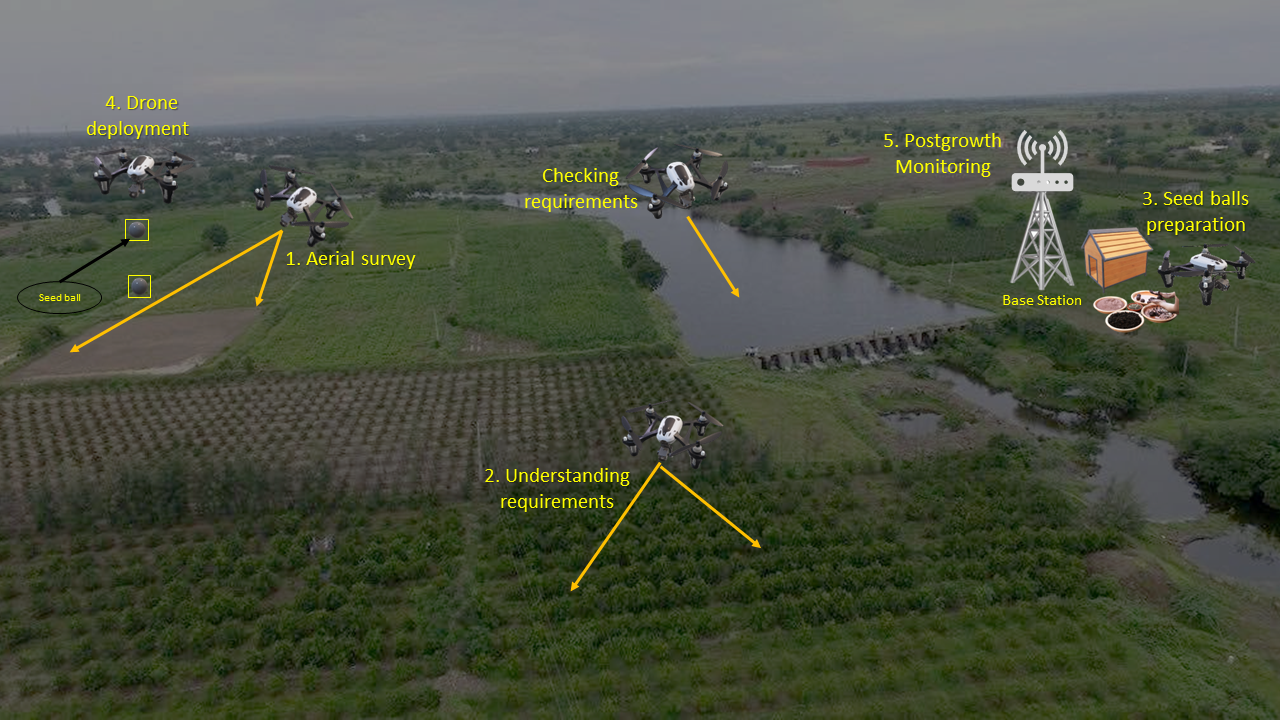 4. Drone
deployment
5. Postgrowth
Monitoring
Checking
requirements
3. Seed balls
preparation
1. Aerial survey
Seed ball
Base Station
2. Understanding
requirements